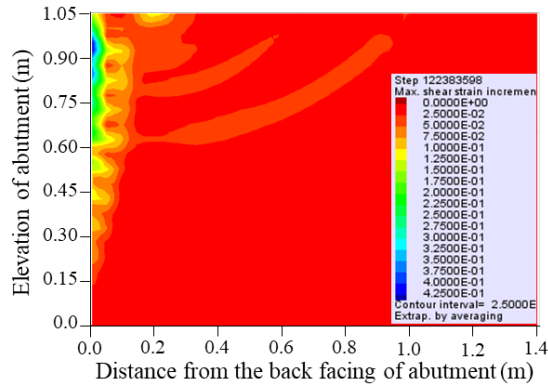 1.05
0.90
0.75
0.60
0.45
0.30
0.15
0.0
Elevation of abutment (m)
Step 122383598
Max. shear strain incremen
0.0000E+00
2.5000E-02
5.0000E-02
7.5000E-02
1.0000E-01
1.2500E-01
1.5000E-01
1.7500E-01
2.0000E-01
2.2500E-01
2.5000E-01
2.7500E-01
3.0000E-01
3.2500E-01
3.5000E-01
3.7500E-01
4.0000E-01
4.2500E-01
Contour interval= 2.5000E
Extrap. by averaging
0.0 0.2 0.4 0.6 0.8 1.0 1.2 1.4
Distance from the back facing of abutment (m)